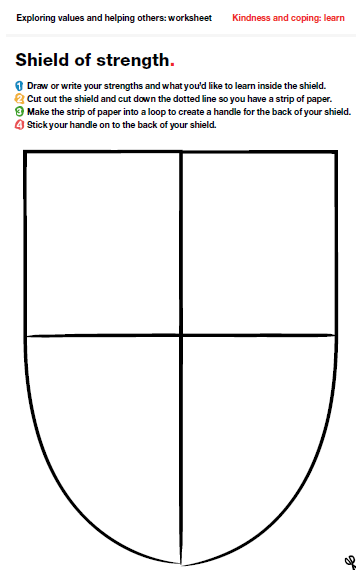 Exploring values and helping others: worksheet
Kindness and coping: learn
Shield of strength.
1 Draw or write your strengths and what you'd like to learn inside the shield.
2 Cut out the shield and cut down the dotted line so you have a strip of paper.
3 Make the strip of paper into a loop to create a handle for the back of your shield.
4 Stick your handle on to the back of your shield.